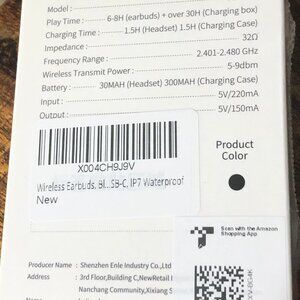 Model :
Play Time : 6-8H (earbuds) + over 30H (Charging box)
Charging Time : 1.5H (Headset) 1.5H (Charging Case)
Impedance : 32Ω
Frequency Range : 2.401-2.480 GHz
Wireless Transmit Power : 5-9dbm
Battery : 30MAH (Headset) 300MAH (Charging Case)
Input : 5V/220mA
Output : 5V/150mA
X004CH9J9V
Wireless Earbuds, Bl...SB-C, IP7 Waterproof
New
Product
Color
Scan with the Amazon
Shopping App
Producer Name : Shenzhen Enle Industry Co.,Ltd
Address : 3rd Floor,Building C,NewRetail
Nanchang Community,Xixiang S